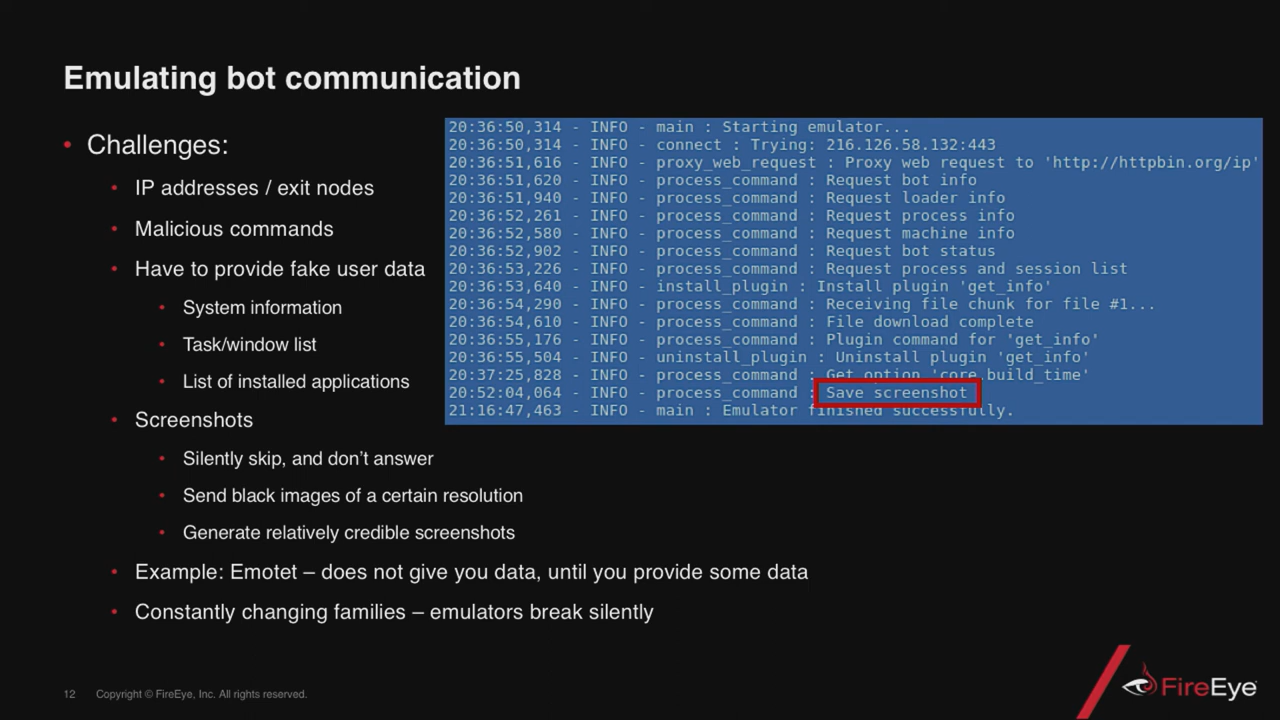 Emulating bot communication
• Challenges:
• IP addresses / exit nodes
• Malicious commands
• Have to provide fake user data
• System information
• Task/window list
• List of installed applications
• Screenshots
• Silently skip, and don't answer
• Send black images of a certain resolution
• Generate relatively credible screenshots
• Example: Emotet – does not give you data, until you provide some data
• Constantly changing families – emulators break silently
20:36:50,314 - INFO - main : Starting emulator...
20:36:50,314 - INFO - connect : Trying: 216.126.58.132:443
20:36:51,616 - INFO - proxy_web_request : Proxy web request to 'http://httpbin.org/ip'
20:36:51,620 - INFO - process_command : Request bot info
20:36:51,940 - INFO - process_command : Request loader info
20:36:52,261 - INFO - process_command : Request process info
20:36:52,580 - INFO - process_command : Request machine info
20:36:52,902 - INFO - process_command : Request bot status
20:36:53,226 - INFO - process_command : Request process and session list
20:36:53,640 - INFO - install_plugin : Install plugin 'get_info'
20:36:54,290 - INFO - process_command : Receiving file chunk for file #1...
20:36:54,610 - INFO - process_command : File download complete
20:36:55,176 - INFO - process_command : Plugin command for 'get_info'
20:36:55,504 - INFO - uninstall_plugin : Uninstall plugin 'get_info'
20:37:25,828 - INFO - process_command : Get option 'core.build_time'
20:52:04,064 - INFO - process_command : Save screenshot
21:16:47,463 - INFO - main : Emulator finished successfully.
12 Copyright © FireEye, Inc. All rights reserved.
FireEye